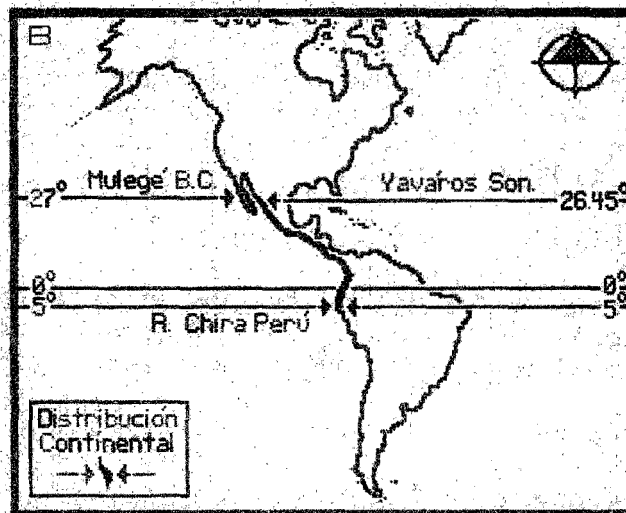 B
Mulegé B.C. Yavaros Son.
27° 26.45°
0° 0°
5° 5°
R. Chira Perú
Distribución
Continental